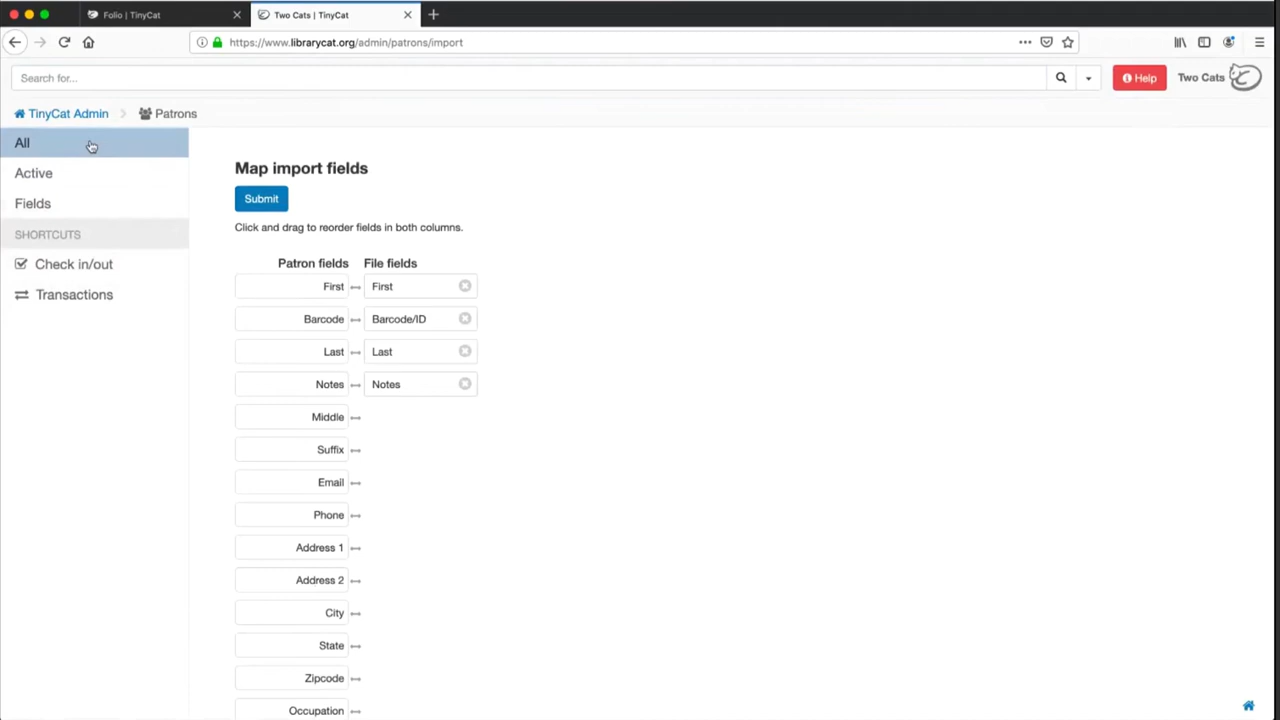 Folio | TinyCat
Two Cats | TinyCat
https://www.librarycat.org/admin/patrons/import
Search for...
Help
Two Cats
TinyCat Admin
Patrons
All
Active
Fields
SHORTCUTS
Check in/out
Transactions
Map import fields
Submit
Click and drag to reorder fields in both columns.
Patron fields File fields
First First
Barcode Barcode/ID
Last Last
Notes Notes
Middle
Suffix
Email
Phone
Address 1
Address 2
City
State
Zipcode
Occupation